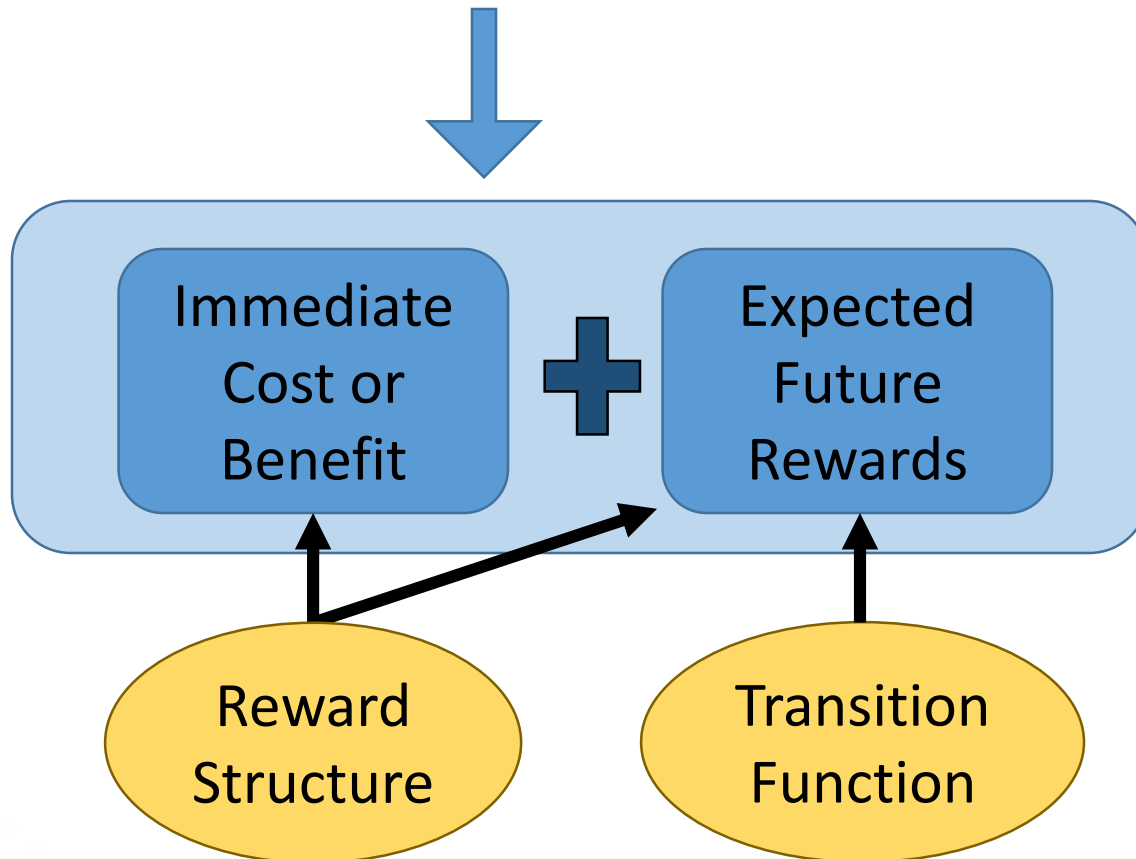 Immediate
Cost or
Benefit
Expected
Future
Rewards
Reward
Structure
Transition
Function